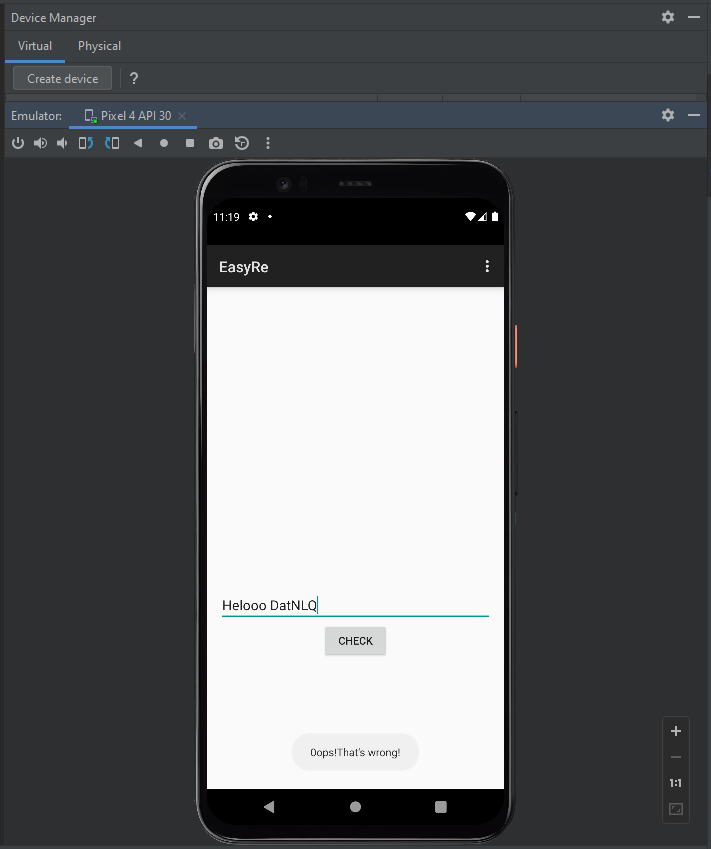 Device Manager
Virtual Physical
Create device ?
Emulator: Pixel 4 API 30
11:19
EasyRe
Helooo DatNLQ
CHECK
0ops!That's wrong!
1:1